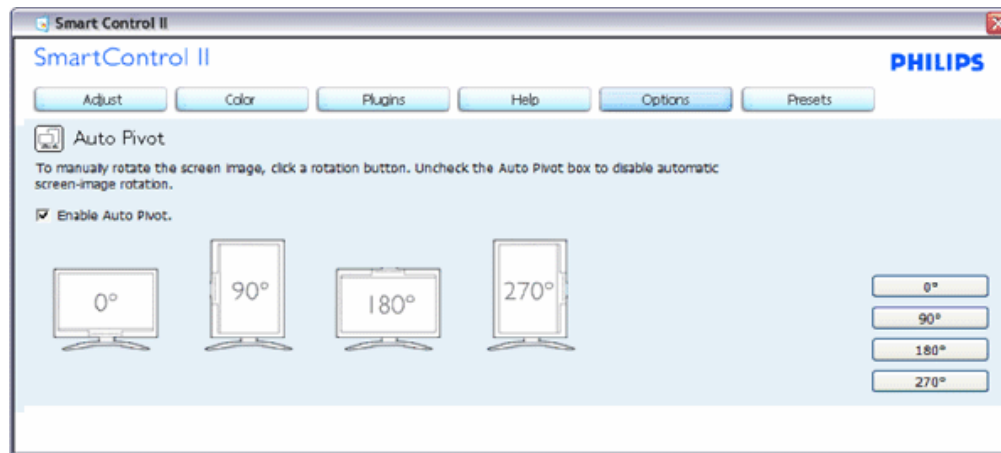 Smart Control II
SmartControl II
PHILIPS
Adjust
Color
Plugins
Help
Options
Presets
Auto Pivot
To manually rotate the screen image, click a rotation button. Uncheck the Auto Pivot box to disable automatic
screen-image rotation.
Enable Auto Pivot.
0°
90°
180°
270°
0°
90°
180°
270°